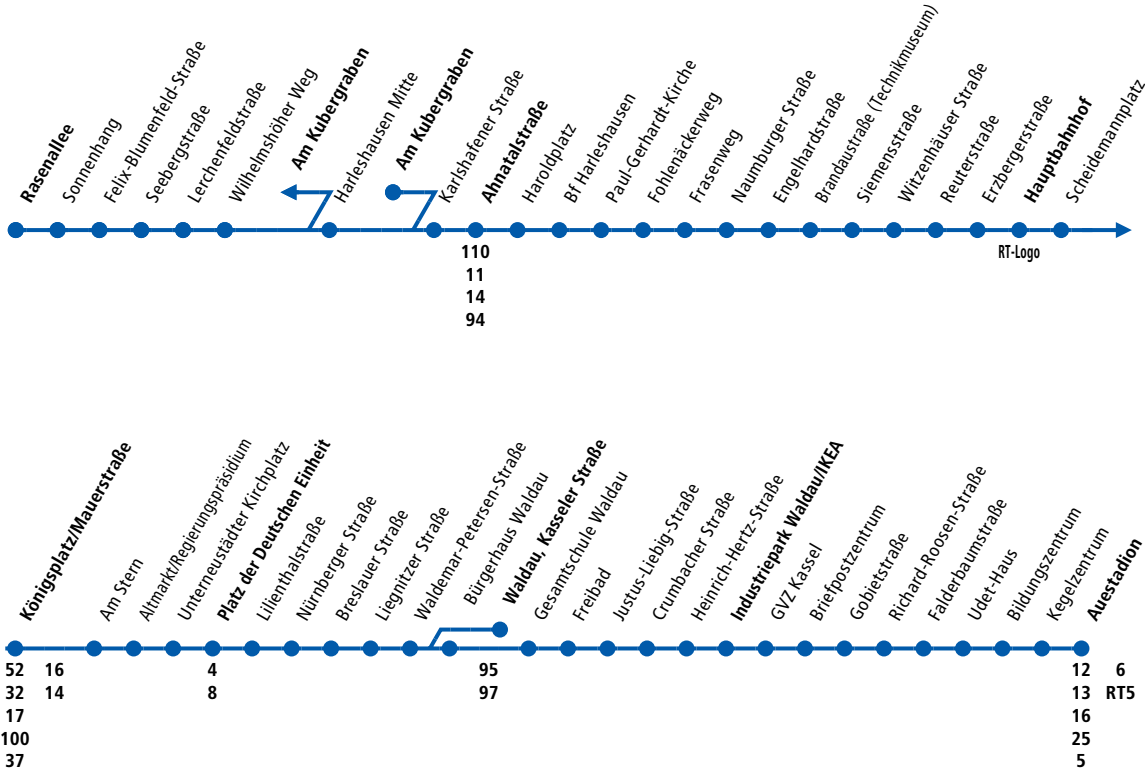 Rasenallee
Sonnenhang
Felix-Blumenfeld-Straße
Seebergstraße
Lerchenfeldstraße
Wilhelmshöher Weg
Am Kubergraben
Harleshausen Mitte
Am Kubergraben
Karlshafener Straße
Ahnatalstraße
Haroldplatz
Bf Harleshausen
Paul-Gerhardt-Kirche
Fohlenäckerweg
Frasenweg
Naumburger Straße
Engelhardstraße
Brandaustraße (Technikmuseum)
Siemensstraße
Witzenhäuser Straße
Reuterstraße
Erzbergerstraße
Hauptbahnhof
Scheidemannplatz
110
11
14
94
RT-Logo
Königsplatz/Mauerstraße
Am Stern
Altmarkt/Regierungspräsidium
Unterneustädter Kirchplatz
Platz der Deutschen Einheit
Lilienthalstraße
Nürnberger Straße
Breslauer Straße
Liegnitzer Straße
Waldemar-Petersen-Straße
Bürgerhaus Waldau
Waldau, Kasseler Straße
Gesamtschule Waldau
Freibad
Justus-Liebig-Straße
Crumbacher Straße
Heinrich-Hertz-Straße
Industriepark Waldau/IKEA
GVZ Kassel
Briefpostzentrum
Gobietstraße
Richard-Roosen-Straße
Falderbaumstraße
Udet-Haus
Bildungszentrum
Kegelzentrum
Auestadion
52 16 4 95 12 6
32 14 8 97 13 RT5
17 16
100 25
37 5